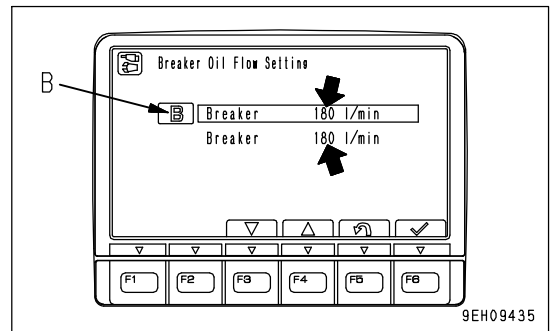 Breaker Oil Flow Setting
B
B Breaker 180 l/min
Breaker 180 l/min
F1 F2 F3 F4 F5 F6
9EH09435